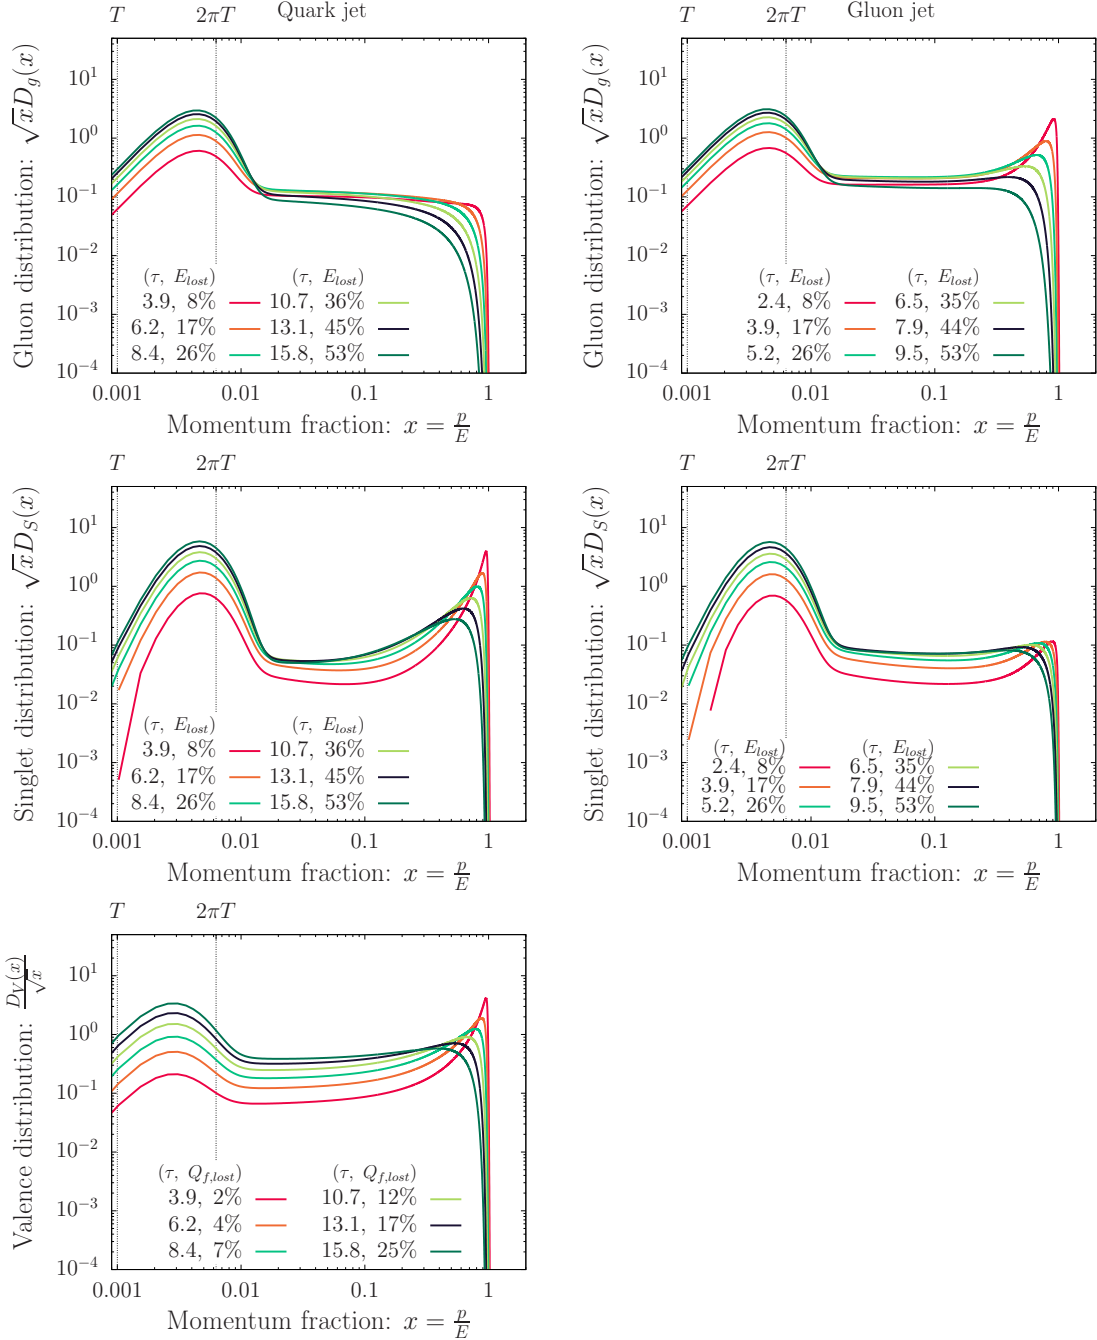 T 2πT Quark jet
Gluon distribution: √xD_g(x)
10^1
10^0
10^−1
10^−2
10^−3
10^−4
(τ, E_lost) (τ, E_lost)
3.9, 8% 10.7, 36%
6.2, 17% 13.1, 45%
8.4, 26% 15.8, 53%
0.001 0.01 0.1 1
Momentum fraction: x = p/E
T 2πT Gluon jet
Gluon distribution: √xD_g(x)
10^1
10^0
10^−1
10^−2
10^−3
10^−4
(τ, E_lost) (τ, E_lost)
2.4, 8% 6.5, 35%
3.9, 17% 7.9, 44%
5.2, 26% 9.5, 53%
0.001 0.01 0.1 1
Momentum fraction: x = p/E
T 2πT
Singlet distribution: √xD_S(x)
10^1
10^0
10^−1
10^−2
10^−3
10^−4
(τ, E_lost) (τ, E_lost)
3.9, 8% 10.7, 36%
6.2, 17% 13.1, 45%
8.4, 26% 15.8, 53%
0.001 0.01 0.1 1
Momentum fraction: x = p/E
T 2πT
Singlet distribution: √xD_S(x)
10^1
10^0
10^−1
10^−2
10^−3
10^−4
(τ, E_lost) (τ, E_lost)
2.4, 8% 6.5, 35%
3.9, 17% 7.9, 44%
5.2, 26% 9.5, 53%
0.001 0.01 0.1 1
Momentum fraction: x = p/E
T 2πT
Valence distribution: D_V(x)/√x
10^1
10^0
10^−1
10^−2
10^−3
10^−4
(τ, Q_f,lost) (τ, Q_f,lost)
3.9, 2% 10.7, 12%
6.2, 4% 13.1, 17%
8.4, 7% 15.8, 25%
0.001 0.01 0.1 1
Momentum fraction: x = p/E